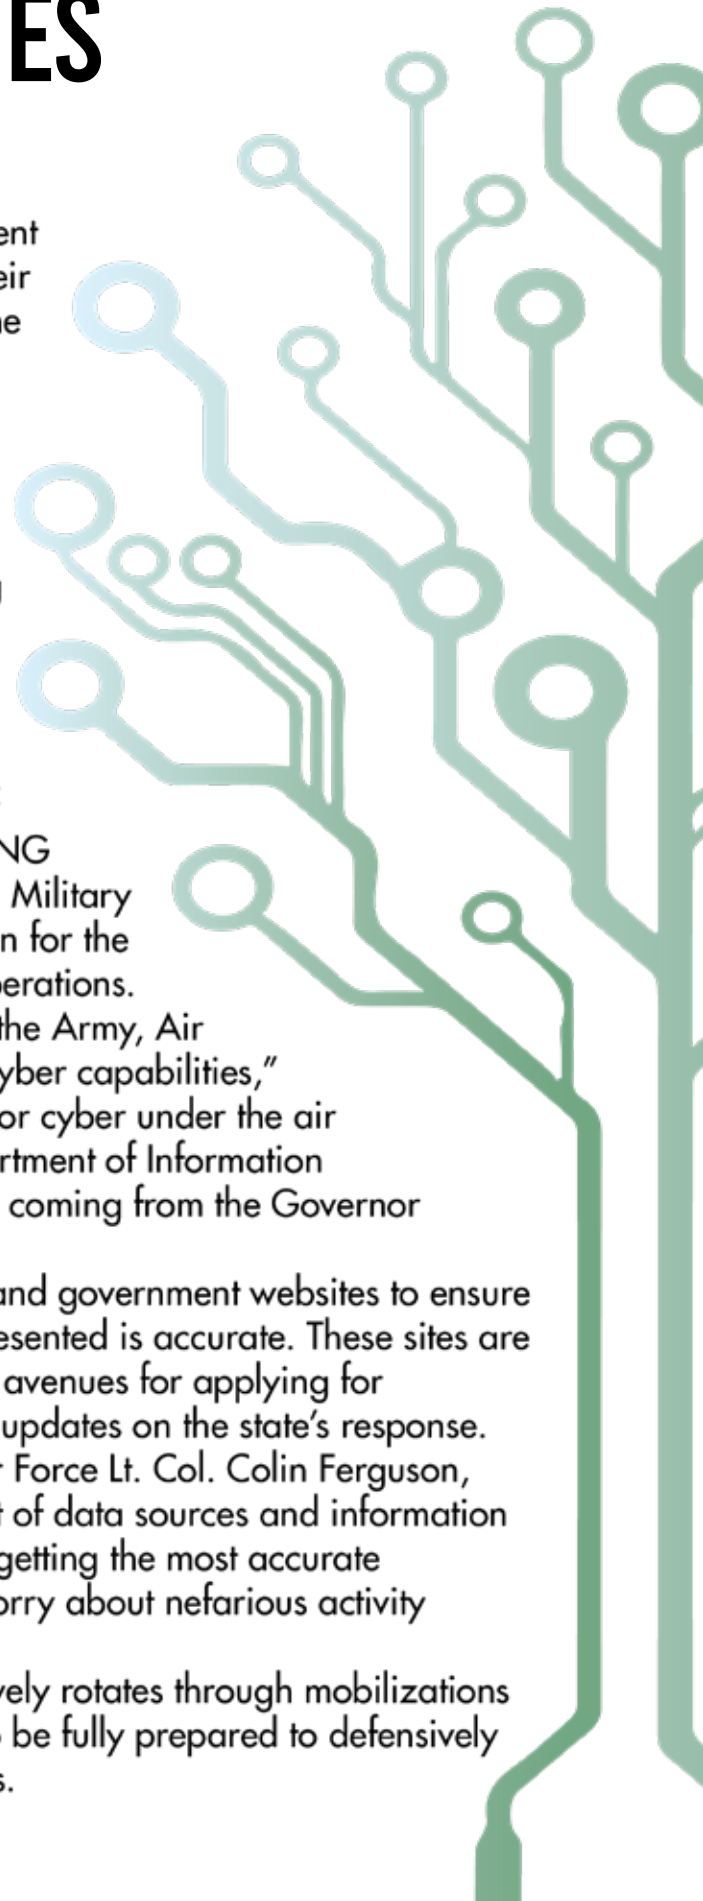 ES
ent
eir
ne
NG
Military
n for the
erations.
the Army, Air
yber capabilities,”
or cyber under the air
rtment of Information
coming from the Governor
and government websites to ensure
esented is accurate. These sites are
avenues for applying for
updates on the state’s response.
r Force Lt. Col. Colin Ferguson,
t of data sources and information
getting the most accurate
orry about nefarious activity
vely rotates through mobilizations
o be fully prepared to defensively
s.